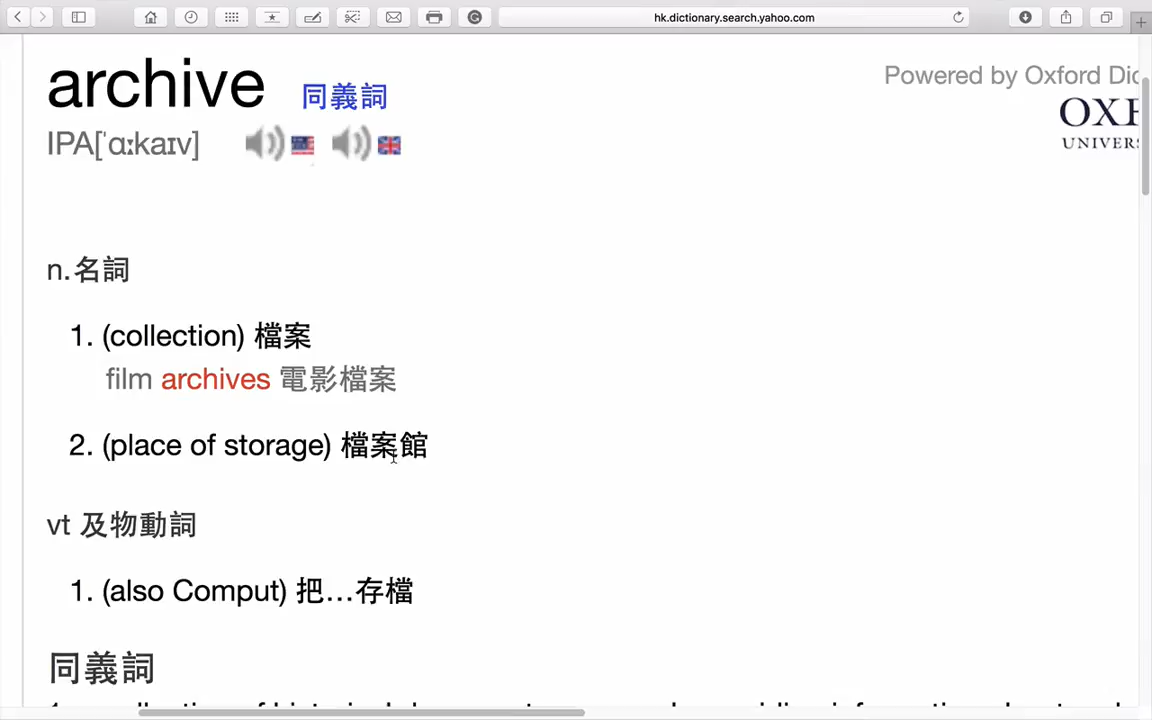 hk.dictionary.search.yahoo.com
archive 同義詞
Powered by Oxford Dic
IPA[ˈɑːkaɪv]
OXF
UNIVERS
n.名詞
1. (collection) 檔案
film archives 電影檔案
2. (place of storage) 檔案館
vt 及物動詞
1. (also Comput) 把…存檔
同義詞